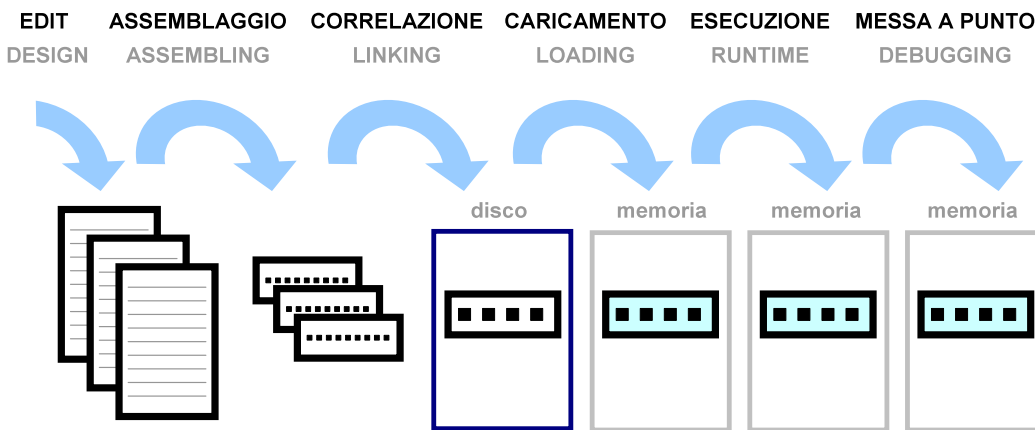 EDIT ASSEMBLAGGIO CORRELAZIONE CARICAMENTO ESECUZIONE MESSA A PUNTO
DESIGN ASSEMBLING LINKING LOADING RUNTIME DEBUGGING
disco memoria memoria memoria